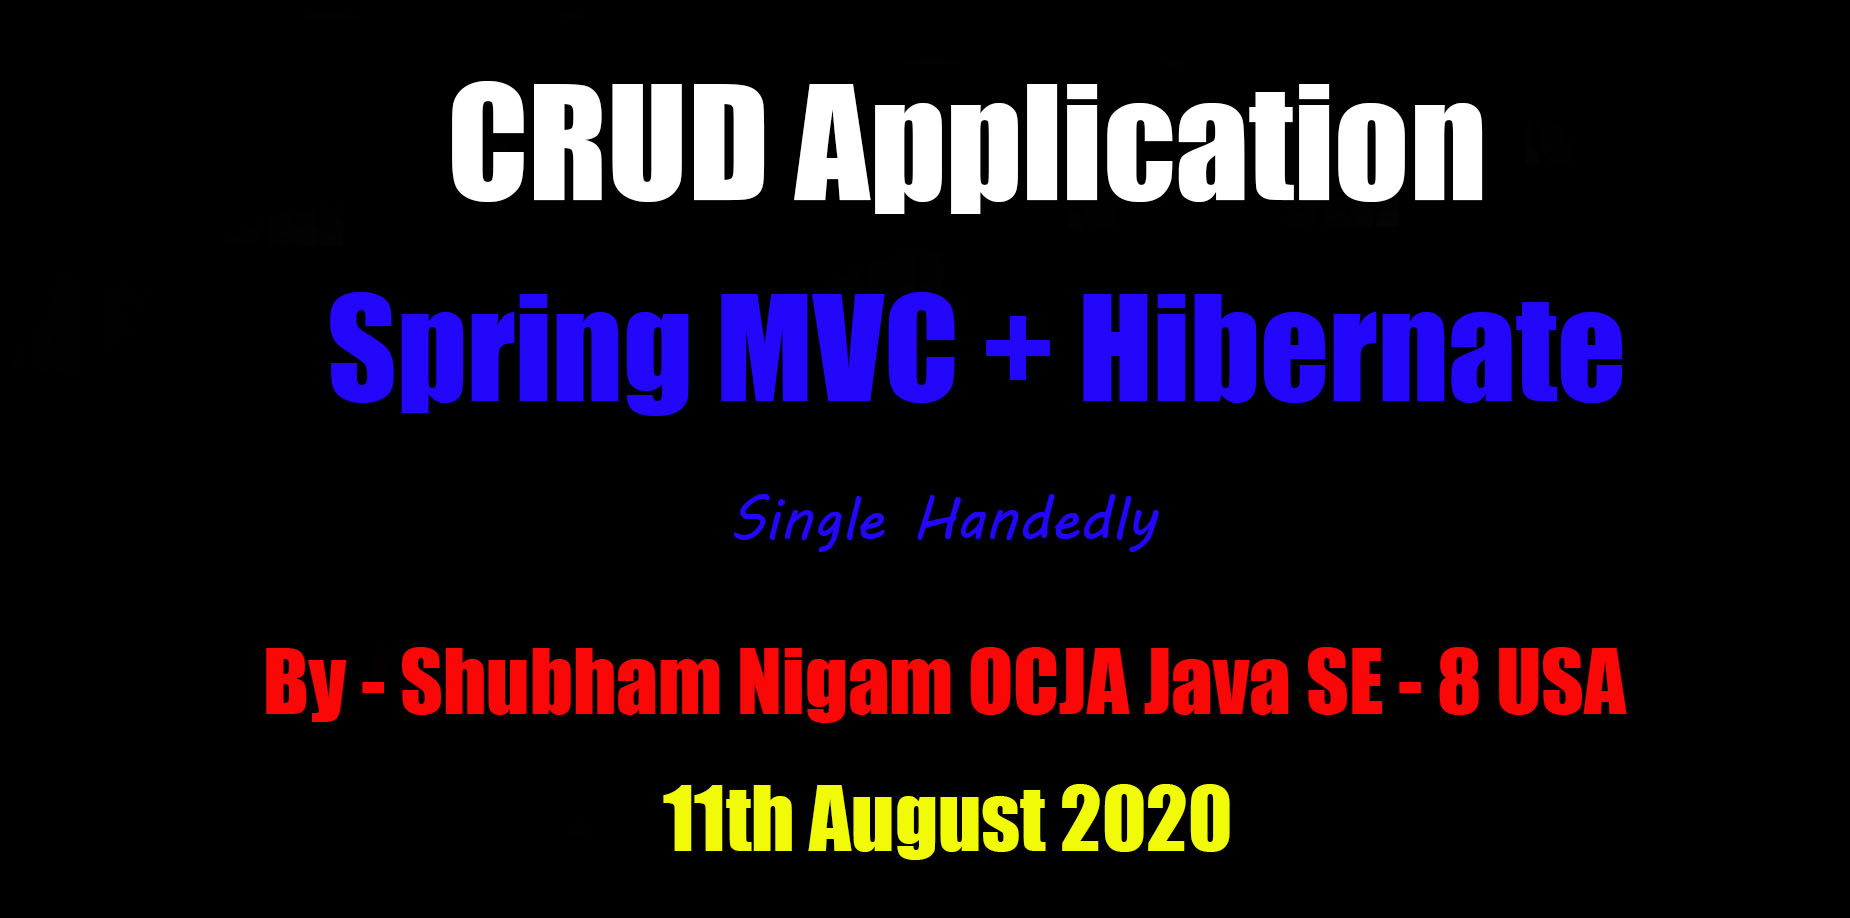 CRUD Application
Spring MVC + Hibernate
Single Handedly
By - Shubham Nigam OCJA Java SE - 8 USA
11th August 2020